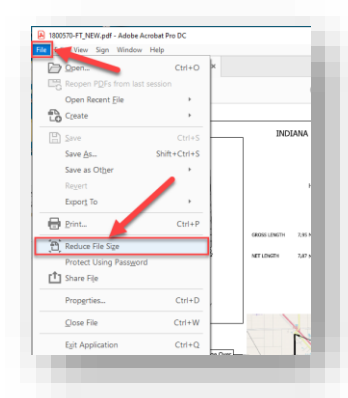 1800570-FT_NEW.pdf - Adobe Acrobat Pro DC
File View Sign Window Help
Open... Ctrl+O
Reopen PDFs from last session
Open Recent File
Create
Save Ctrl+S
Save As... Shift+Ctrl+S
Save as Other
Revert
Export To
Print... Ctrl+P
Reduce File Size
Protect Using Password
Share File
Properties... Ctrl+D
Close File Ctrl+W
Exit Application Ctrl+Q
INDIANA
GROSS LENGTH
NET LENGTH